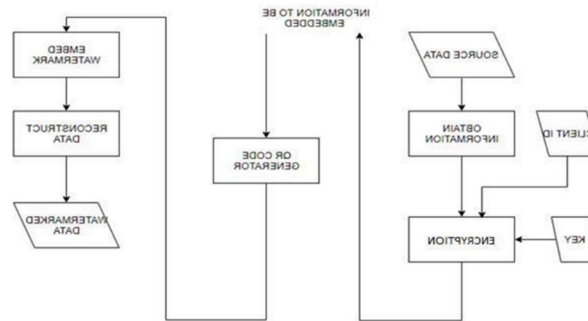 SOURCE DATA
OBTAIN
INFORMATION
CLIENT ID
KEY
ENCRYPTION
INFORMATION TO BE
EMBEDDED
QR CODE
GENERATOR
EMBED
WATERMARK
RECONSTRUCT
DATA
WATERMARKED
DATA